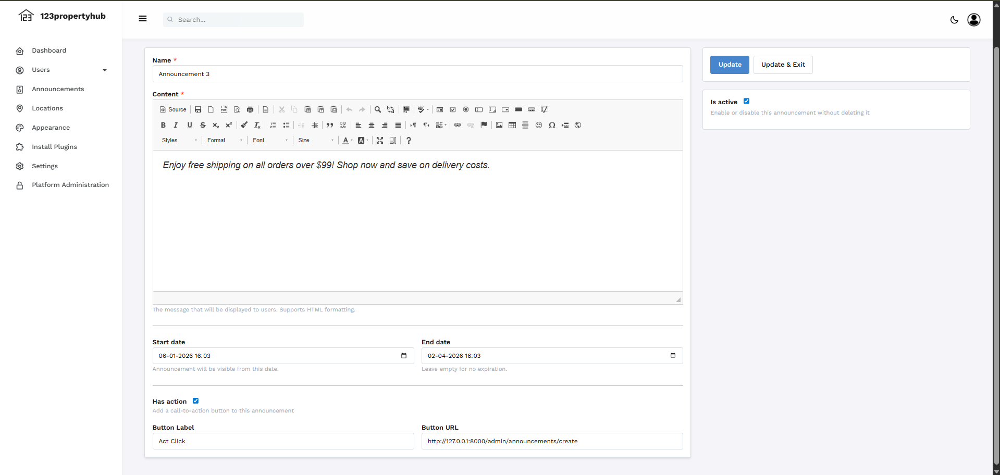 123propertyhub
Search...
Dashboard
Users
Announcements
Locations
Appearance
Install Plugins
Settings
Platform Administration
Name *
Announcement 3
Content *
Source
Styles Format Font Size
Enjoy free shipping on all orders over $99! Shop now and save on delivery costs.
The message that will be displayed to users. Supports HTML formatting.
Start date
06-01-2026 16:03
Announcement will be visible from this date.
End date
02-04-2026 16:03
Leave empty for no expiration.
Has action
Add a call-to-action button to this announcement
Button Label
Act Click
Button URL
http://127.0.0.1:8000/admin/announcements/create
Update
Update & Exit
Is active
Enable or disable this announcement without deleting it